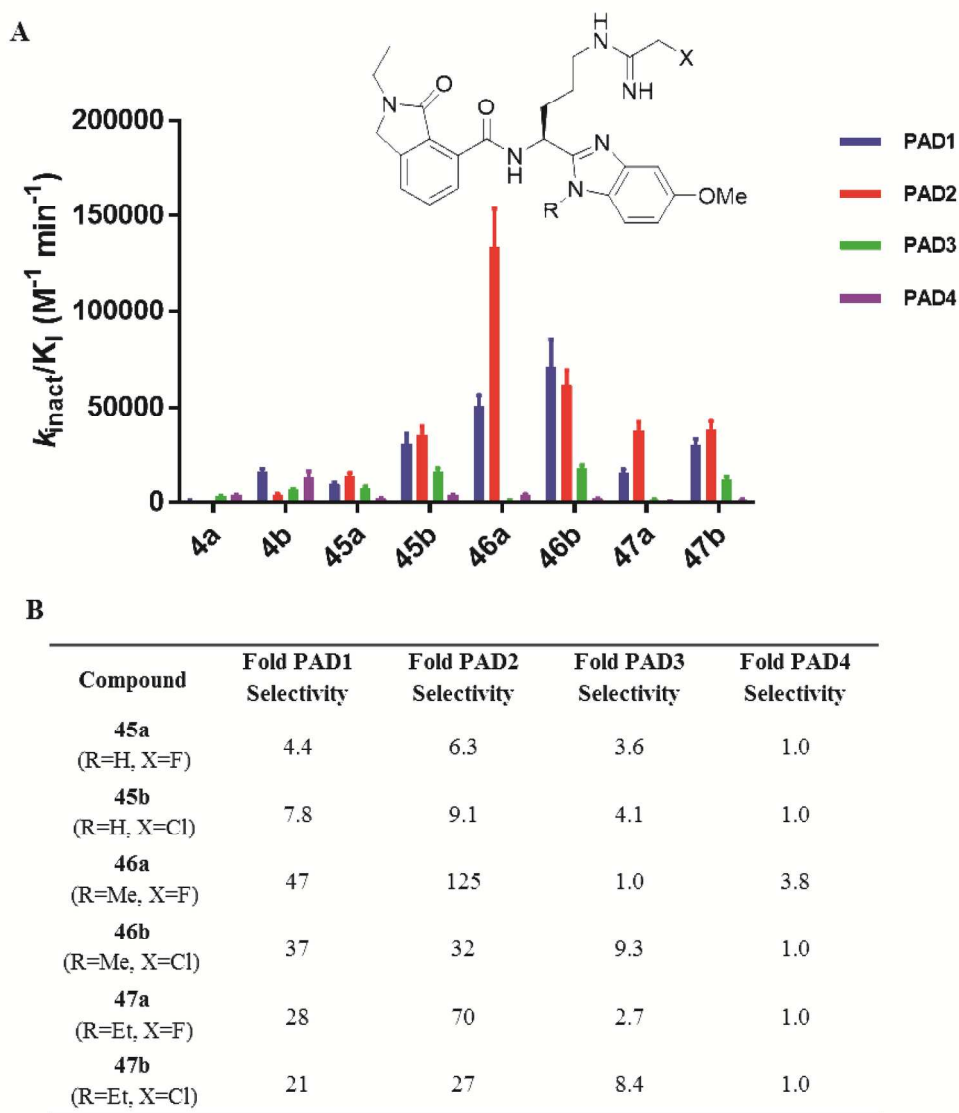 A
H
N
X
NH
O
N
O
N
H
N
N
R
OMe
200000
150000
100000
50000
0
kinact/KI (M-1 min-1)
PAD1
PAD2
PAD3
PAD4
4a 4b 45a 45b 46a 46b 47a 47b
B
Compound Fold PAD1 Selectivity Fold PAD2 Selectivity Fold PAD3 Selectivity Fold PAD4 Selectivity
45a
(R=H, X=F) 4.4 6.3 3.6 1.0
45b
(R=H, X=Cl) 7.8 9.1 4.1 1.0
46a
(R=Me, X=F) 47 125 1.0 3.8
46b
(R=Me, X=Cl) 37 32 9.3 1.0
47a
(R=Et, X=F) 28 70 2.7 1.0
47b
(R=Et, X=Cl) 21 27 8.4 1.0